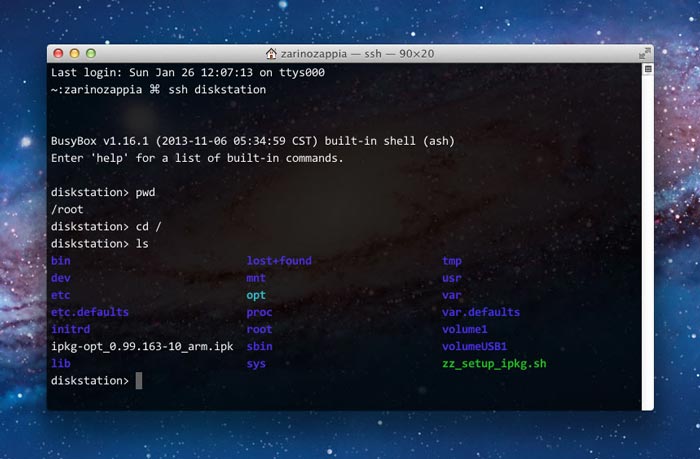 zarinozappia — ssh — 90×20
Last login: Sun Jan 26 12:07:13 on ttys000
~:zarinozappia ⌘ ssh diskstation
BusyBox v1.16.1 (2013-11-06 05:34:59 CST) built-in shell (ash)
Enter 'help' for a list of built-in commands.
diskstation> pwd
/root
diskstation> cd /
diskstation> ls
bin lost+found tmp
dev mnt usr
etc opt var
etc.defaults proc var.defaults
initrd root volume1
ipkg-opt_0.99.163-10_arm.ipk sbin volumeUSB1
lib sys zz_setup_ipkg.sh
diskstation>